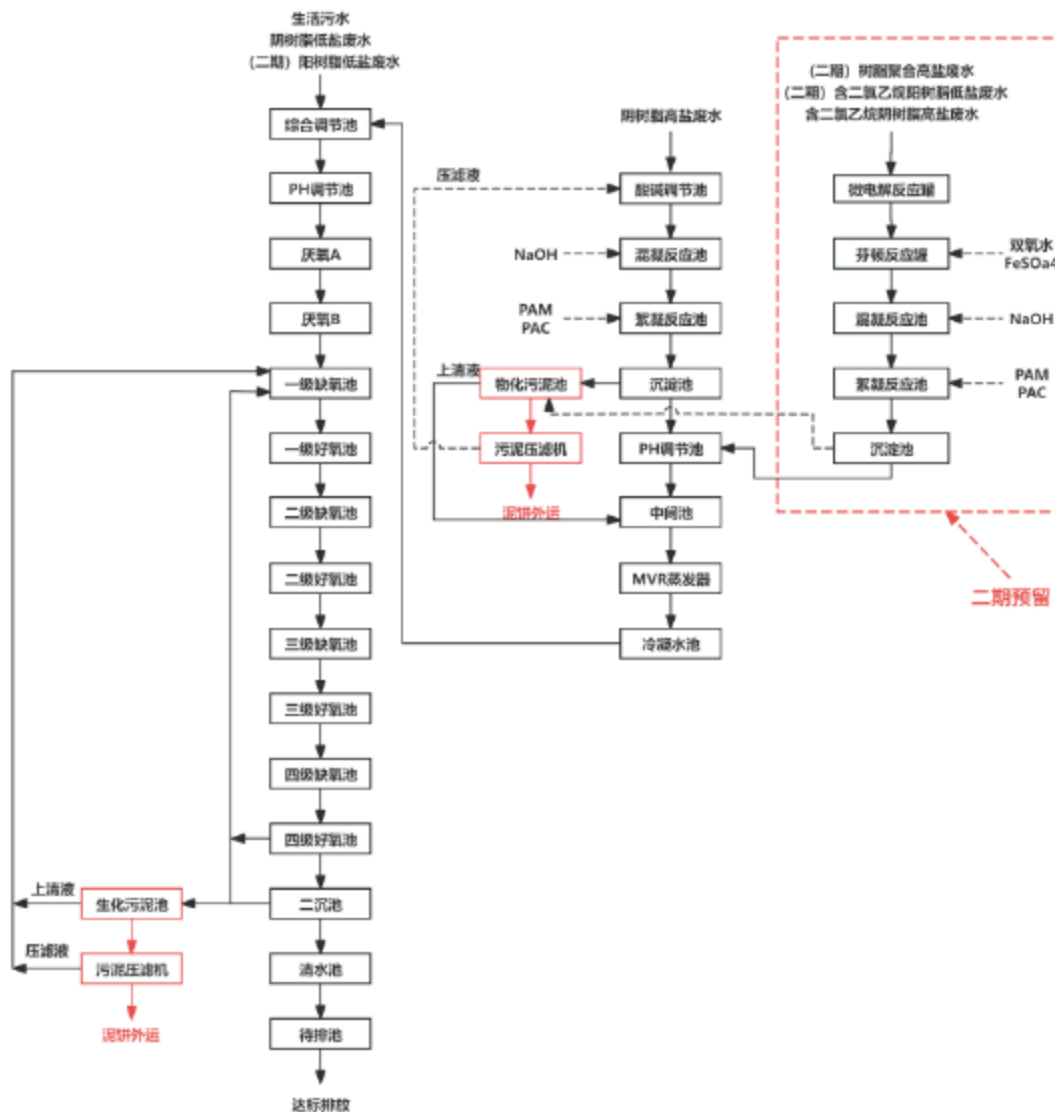 生活污水
阴树脂低盐废水
（二期）阳树脂低盐废水
综合调节池
PH调节池
厌氧A
厌氧B
一级缺氧池
一级好氧池
二级缺氧池
二级好氧池
三级缺氧池
三级好氧池
四级缺氧池
四级好氧池
二沉池
清水池
待排池
达标排放
上清液
生化污泥池
压滤液
污泥压滤机
泥饼外运
阴树脂高盐废水
压滤液
酸碱调节池
NaOH
混凝反应池
PAM
PAC
絮凝反应池
上清液
物化污泥池
沉淀池
污泥压滤机
PH调节池
泥饼外运
中间池
MVR蒸发器
冷凝水池
（二期）树脂聚合高盐废水
（二期）含二氯乙烷阳树脂低盐废水
含二氯乙烷阴树脂高盐废水
微电解反应罐
芬顿反应罐
双氧水
FeSOa4
混凝反应池
NaOH
絮凝反应池
PAM
PAC
沉淀池
二期预留